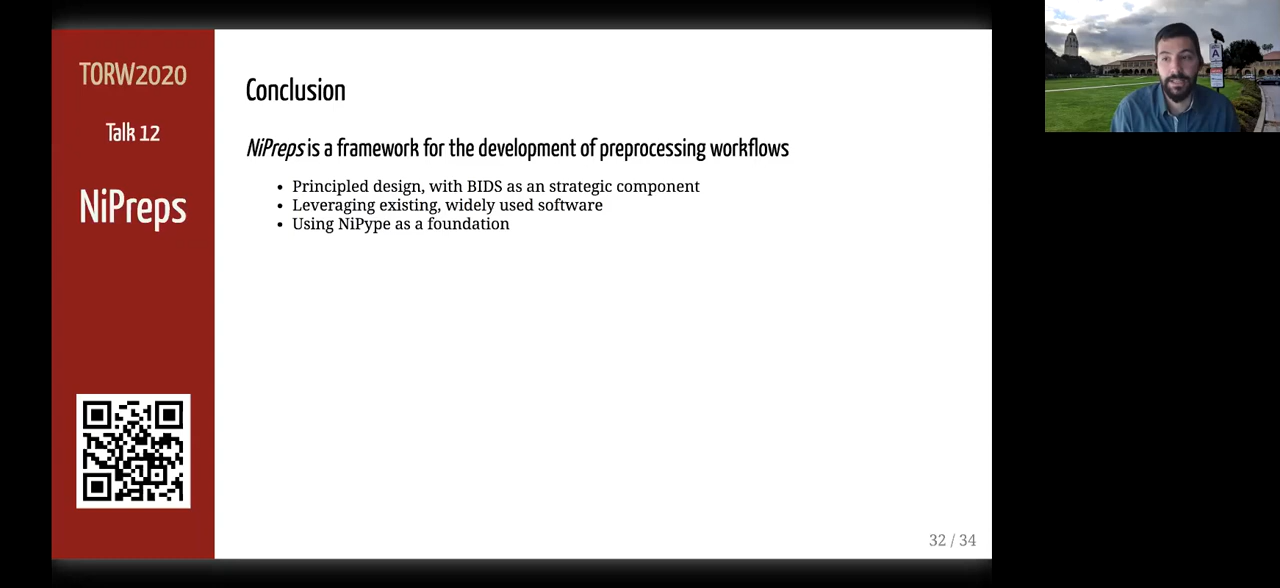 TORW2020
Talk 12
NiPreps
Conclusion
NiPreps is a framework for the development of preprocessing workflows
• Principled design, with BIDS as an strategic component
• Leveraging existing, widely used software
• Using NiPype as a foundation
32 / 34
A